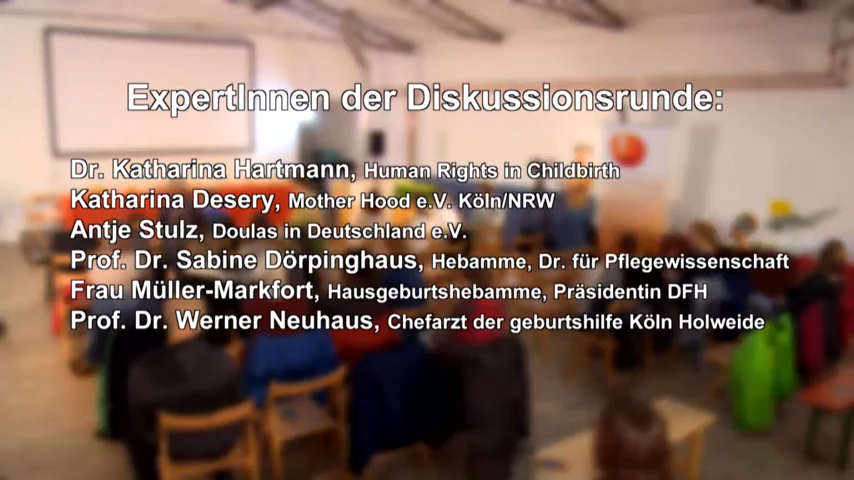 ExpertInnen der Diskussionsrunde:
Dr. Katharina Hartmann, Human Rights in Childbirth
Katharina Desery, Mother Hood e.V. Köln/NRW
Antje Stulz, Doulas in Deutschland e.V.
Prof. Dr. Sabine Dörpinghaus, Hebamme, Dr. für Pflegewissenschaft
Frau Müller-Markfort, Hausgeburtshebamme, Präsidentin DFH
Prof. Dr. Werner Neuhaus, Chefarzt der geburtshilfe Köln Holweide